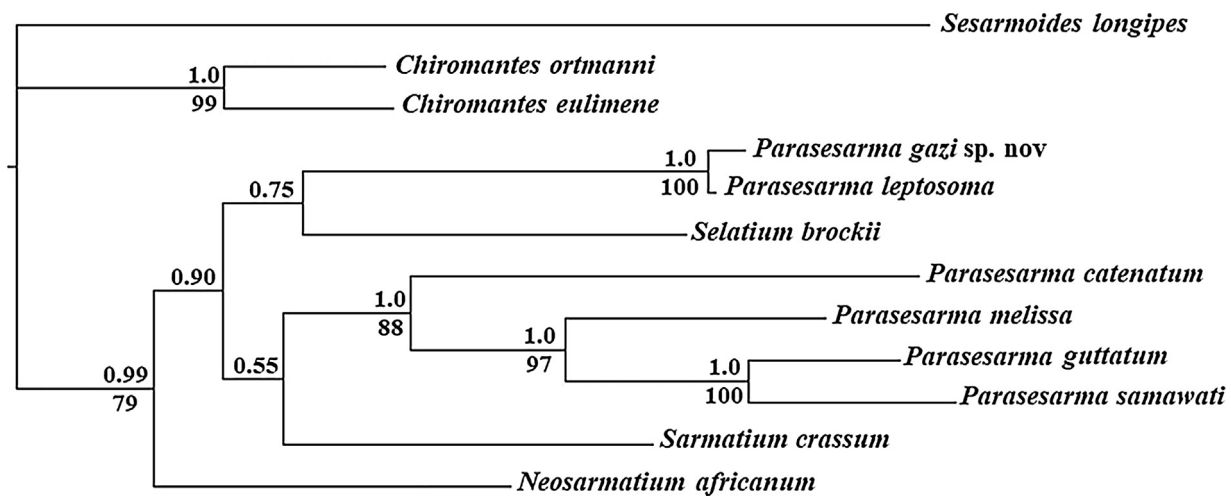 Sesarmoides longipes
Chiromantes ortmanni
1.0
99
Chiromantes eulimene
Parasesarma gazi sp. nov
1.0
100
Parasesarma leptosoma
0.75
Selatium brockii
0.90
Parasesarma catenatum
1.0
88
Parasesarma melissa
1.0
97
Parasesarma guttatum
1.0
100
Parasesarma samawati
0.55
0.99
79
Sarmatium crassum
Neosarmatium africanum